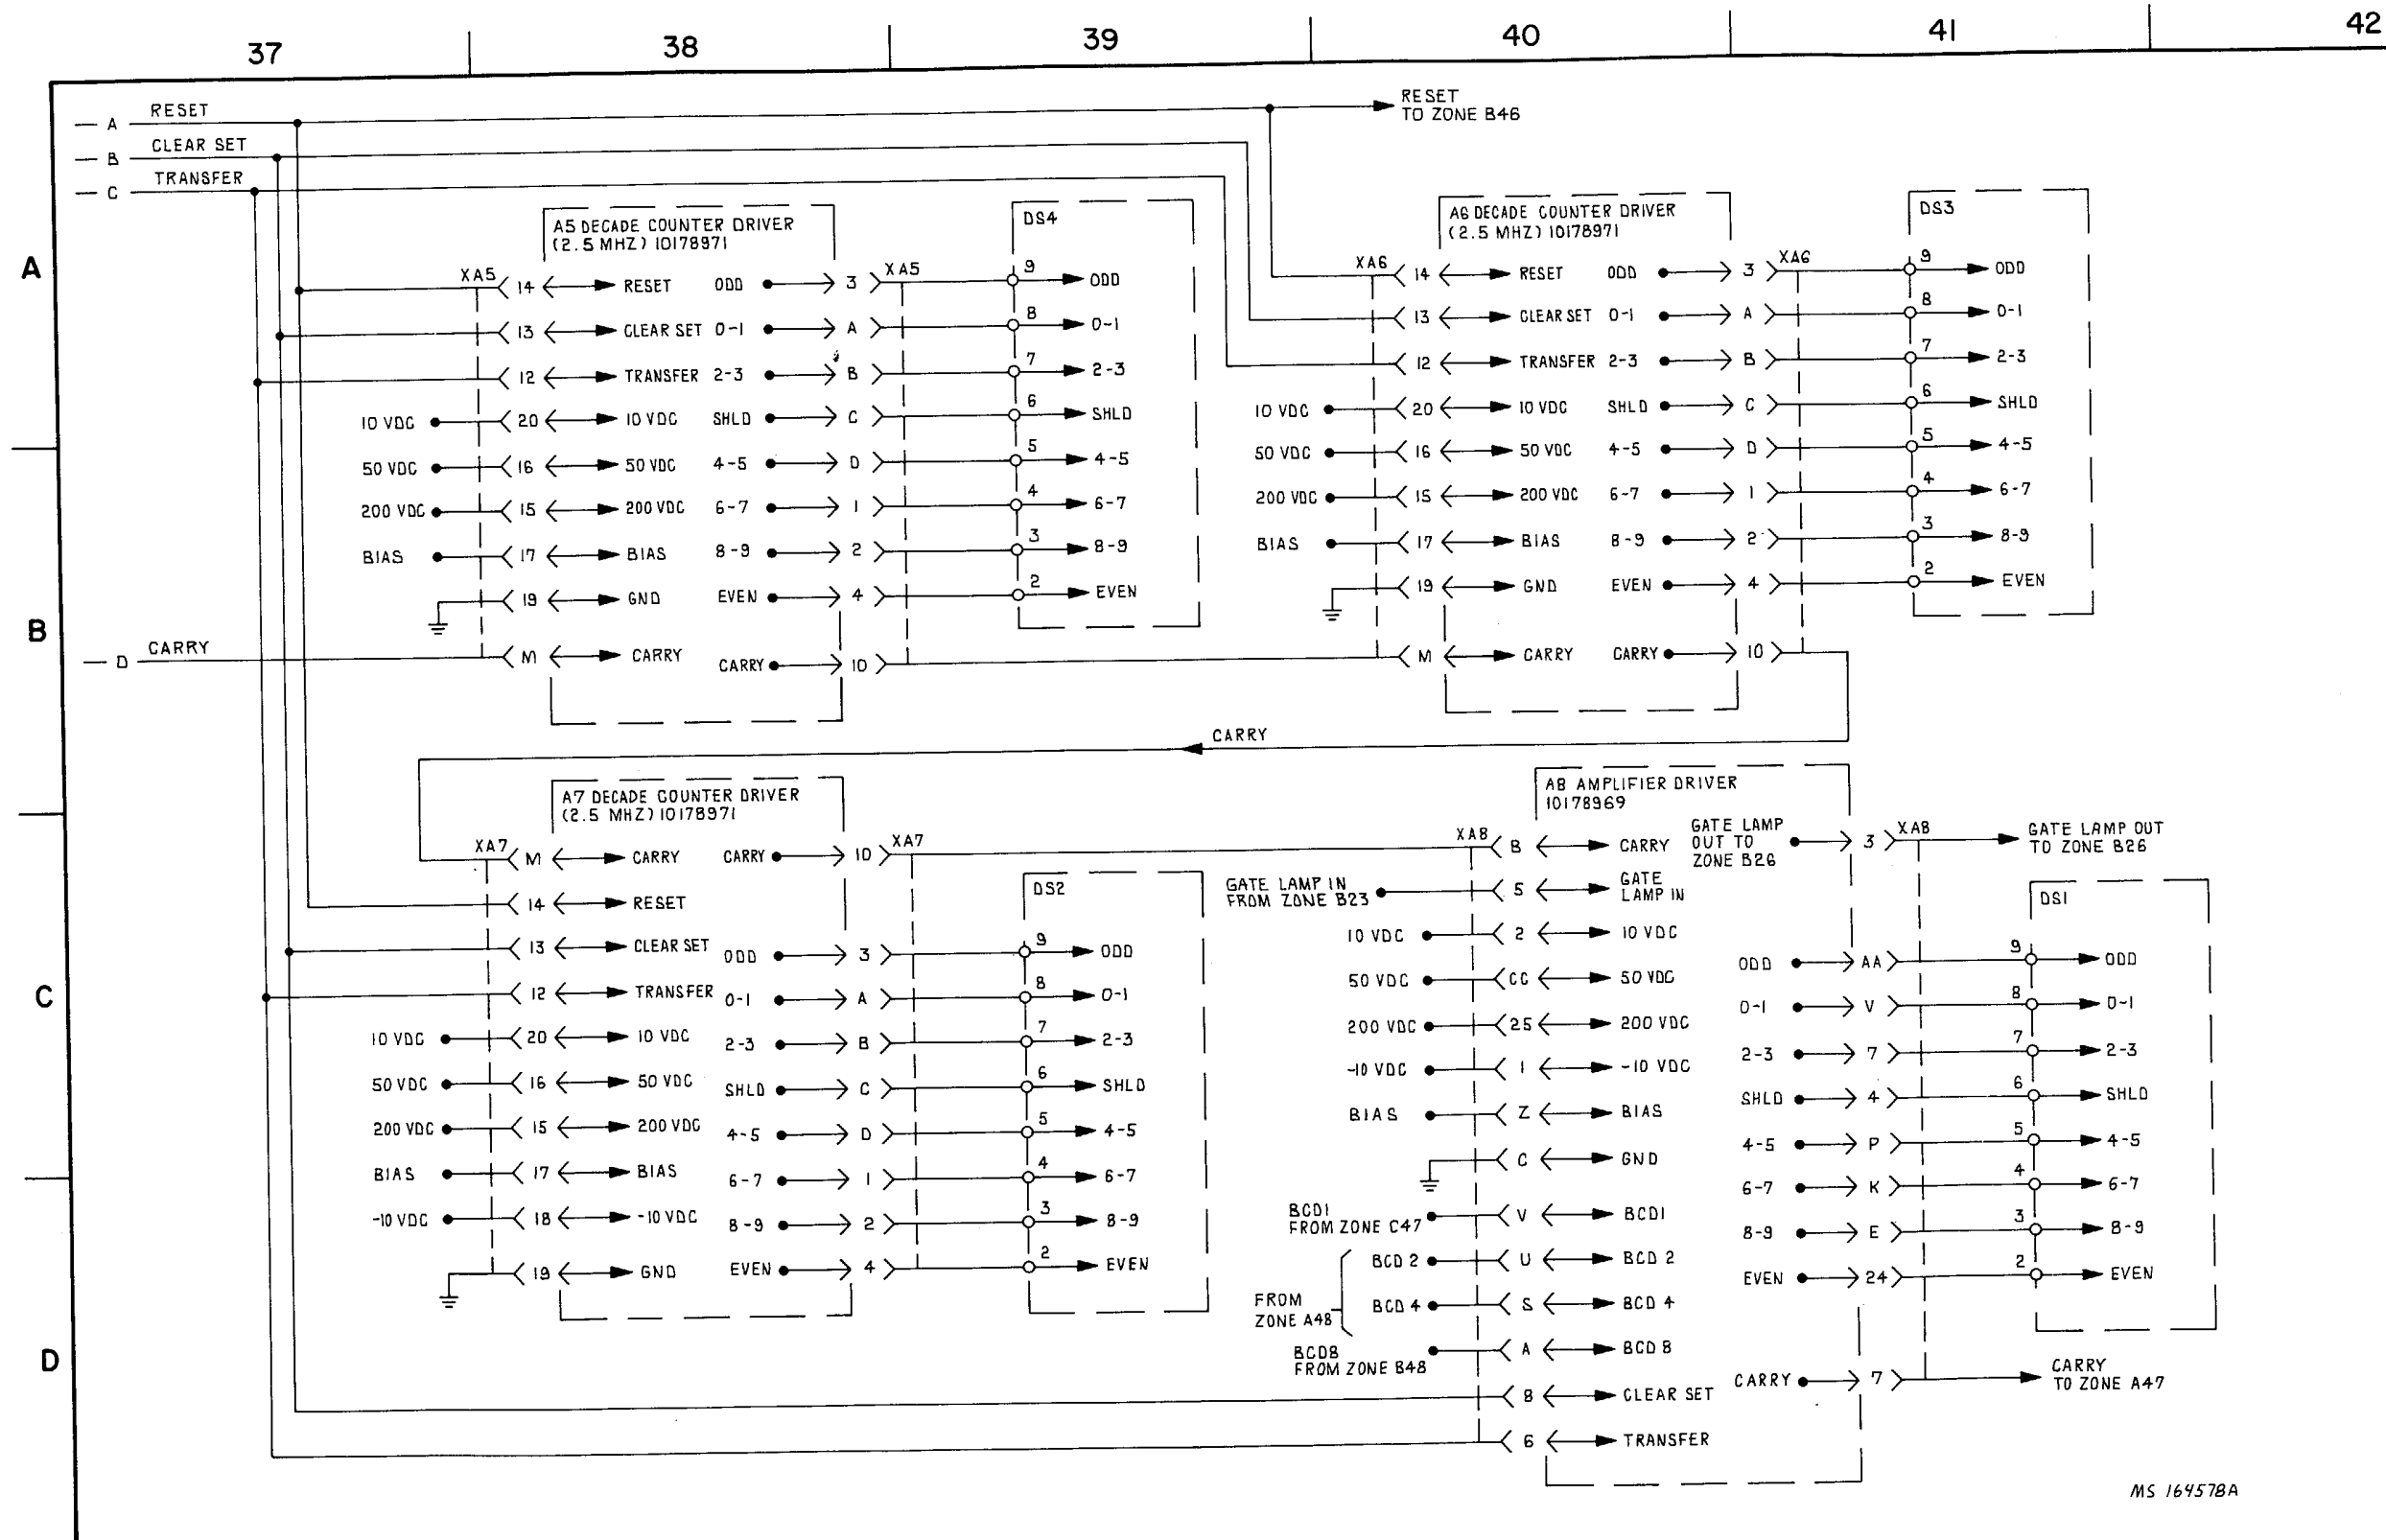 37 38 39 40 41 42
A B C D
A RESET
B CLEAR SET
C TRANSFER
RESET
TO ZONE B46
A5 DECADE COUNTER DRIVER
(2.5 MHZ) 10178971
XA5 14 RESET ODD 3 XA5
13 CLEAR SET 0-1 A
12 TRANSFER 2-3 B
10 VDC 20 10 VDC SHLD C
50 VDC 16 50 VDC 4-5 D
200 VDC 15 200 VDC 6-7 1
BIAS 17 BIAS 8-9 2
19 GND EVEN 4
D CARRY M CARRY CARRY 10
DS4
9 ODD
8 0-1
7 2-3
6 SHLD
5 4-5
4 6-7
3 8-9
2 EVEN
A6 DECADE COUNTER DRIVER
(2.5 MHZ) 10178971
XA6 14 RESET ODD 3 XA6
13 CLEAR SET 0-1 A
12 TRANSFER 2-3 B
10 VDC 20 10 VDC SHLD C
50 VDC 16 50 VDC 4-5 D
200 VDC 15 200 VDC 6-7 1
BIAS 17 BIAS 8-9 2
19 GND EVEN 4
M CARRY CARRY 10
DS3
9 ODD
8 0-1
7 2-3
6 SHLD
5 4-5
4 6-7
3 8-9
2 EVEN
CARRY
A7 DECADE COUNTER DRIVER
(2.5 MHZ) 10178971
XA7 M CARRY CARRY 10 XA7
14 RESET
13 CLEAR SET ODD 3
12 TRANSFER 0-1 A
10 VDC 20 10 VDC 2-3 B
50 VDC 16 50 VDC SHLD C
200 VDC 15 200 VDC 4-5 D
BIAS 17 BIAS 6-7 1
-10 VDC 18 -10 VDC 8-9 2
19 GND EVEN 4
DS2
9 ODD
8 0-1
7 2-3
6 SHLD
5 4-5
4 6-7
3 8-9
2 EVEN
A8 AMPLIFIER DRIVER
10178969
XA8 B CARRY
GATE LAMP IN
FROM ZONE B23
5 GATE
LAMP IN
10 VDC 2 10 VDC
50 VDC CC 50 VDC
200 VDC 25 200 VDC
-10 VDC 1 -10 VDC
BIAS Z BIAS
C GND
BCD1
FROM ZONE C47
V BCD1
BCD 2 U BCD 2
FROM
ZONE A48
BCD 4 S BCD 4
BCD8
FROM ZONE B48
A BCD 8
8 CLEAR SET
6 TRANSFER
GATE LAMP
OUT TO
ZONE B26
3 XA8
GATE LAMP OUT
TO ZONE B26
ODD AA
0-1 V
2-3 7
SHLD 4
4-5 P
6-7 K
8-9 E
EVEN 24
CARRY 7
CARRY
TO ZONE A47
DS1
9 ODD
8 0-1
7 2-3
6 SHLD
5 4-5
4 6-7
3 8-9
2 EVEN
MS 164578A